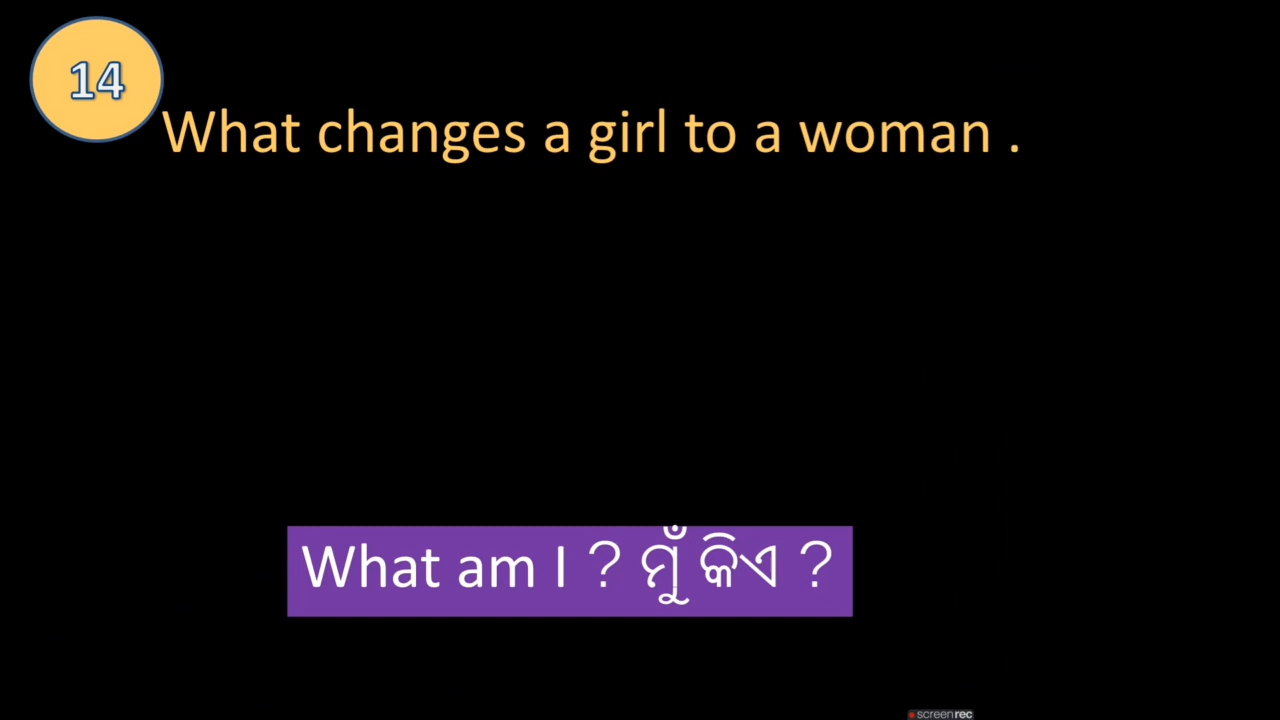 14
What changes a girl to a woman .
What am I ? ମୁଁ କିଏ ?
screenrec